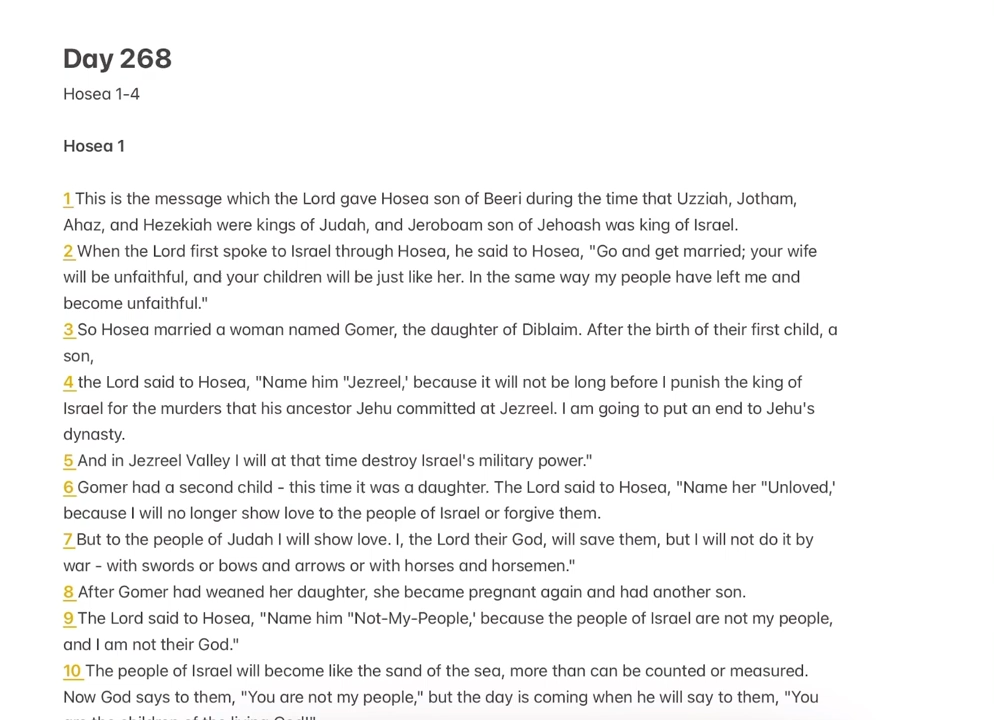 Day 268
Hosea 1-4
Hosea 1
1 This is the message which the Lord gave Hosea son of Beeri during the time that Uzziah, Jotham,
Ahaz, and Hezekiah were kings of Judah, and Jeroboam son of Jehoash was king of Israel.
2 When the Lord first spoke to Israel through Hosea, he said to Hosea, "Go and get married; your wife
will be unfaithful, and your children will be just like her. In the same way my people have left me and
become unfaithful."
3 So Hosea married a woman named Gomer, the daughter of Diblaim. After the birth of their first child, a
son,
4 the Lord said to Hosea, "Name him "Jezreel,' because it will not be long before I punish the king of
Israel for the murders that his ancestor Jehu committed at Jezreel. I am going to put an end to Jehu's
dynasty.
5 And in Jezreel Valley I will at that time destroy Israel's military power."
6 Gomer had a second child - this time it was a daughter. The Lord said to Hosea, "Name her "Unloved,'
because I will no longer show love to the people of Israel or forgive them.
7 But to the people of Judah I will show love. I, the Lord their God, will save them, but I will not do it by
war - with swords or bows and arrows or with horses and horsemen."
8 After Gomer had weaned her daughter, she became pregnant again and had another son.
9 The Lord said to Hosea, "Name him "Not-My-People,' because the people of Israel are not my people,
and I am not their God."
10 The people of Israel will become like the sand of the sea, more than can be counted or measured.
Now God says to them, "You are not my people," but the day is coming when he will say to them, "You
are the children of the living God!"